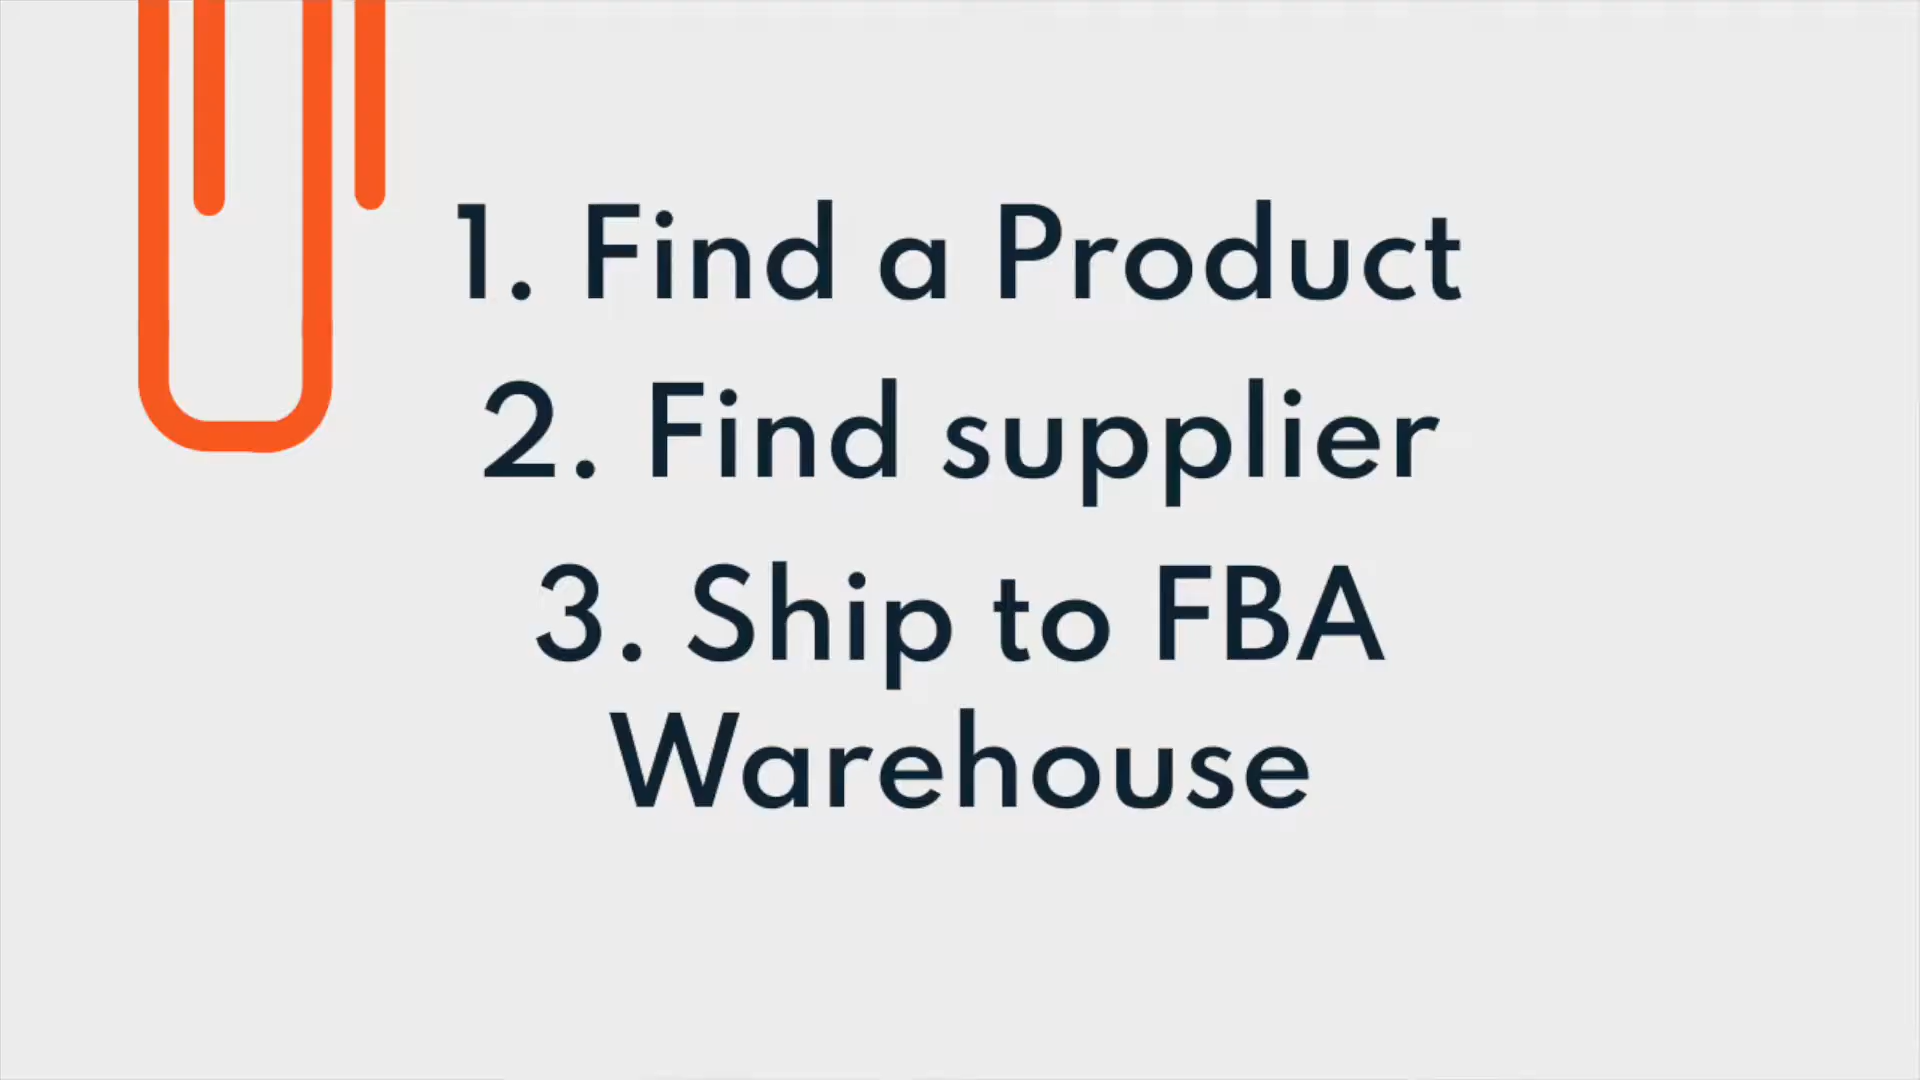 1. Find a Product
2. Find supplier
3. Ship to FBA
Warehouse